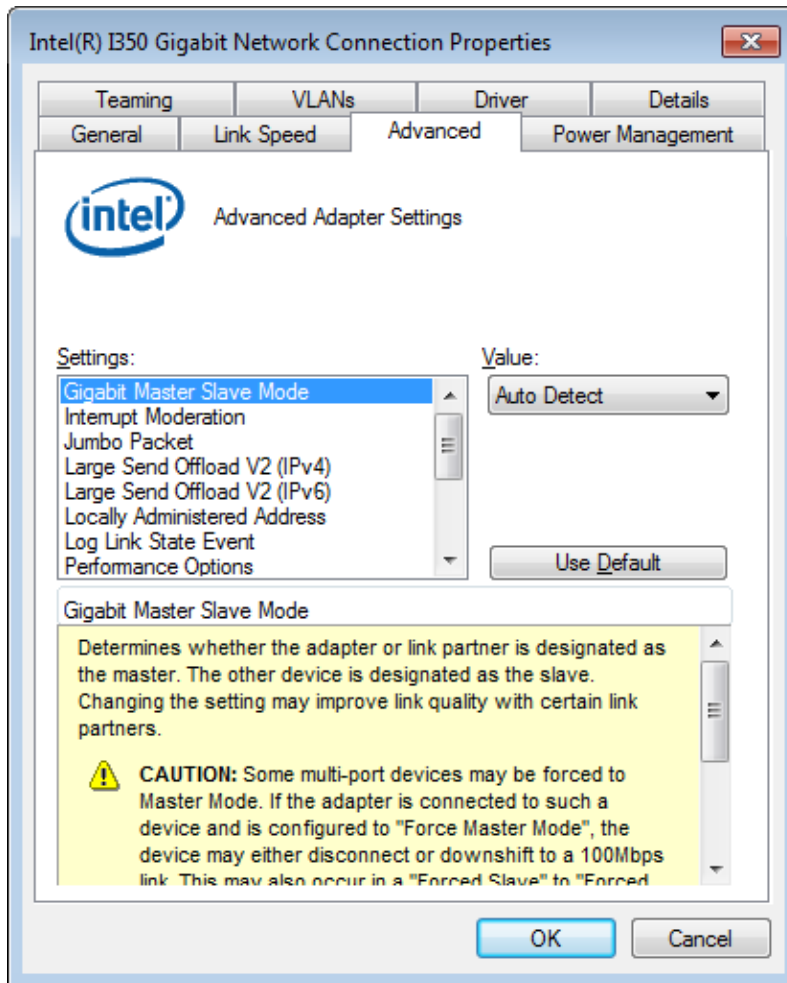 Intel(R) I350 Gigabit Network Connection Properties
Teaming VLANs Driver Details
General Link Speed Advanced Power Management
intel
Advanced Adapter Settings
Settings:
Value:
Gigabit Master Slave Mode
Auto Detect
Interrupt Moderation
Jumbo Packet
Large Send Offload V2 (IPv4)
Large Send Offload V2 (IPv6)
Locally Administered Address
Log Link State Event
Performance Options
Use Default
Gigabit Master Slave Mode
Determines whether the adapter or link partner is designated as
the master. The other device is designated as the slave.
Changing the setting may improve link quality with certain link
partners.
CAUTION: Some multi-port devices may be forced to
Master Mode. If the adapter is connected to such a
device and is configured to "Force Master Mode", the
device may either disconnect or downshift to a 100Mbps
link. This may also occur in a "Forced Slave" to "Forced
OK Cancel